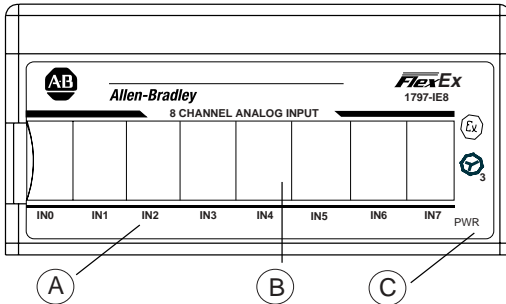 A·B
Allen-Bradley
FlexEx
1797-IE8
8 CHANNEL ANALOG INPUT
Ex
3
IN0 IN1 IN2 IN3 IN4 IN5 IN6 IN7
PWR
A B C